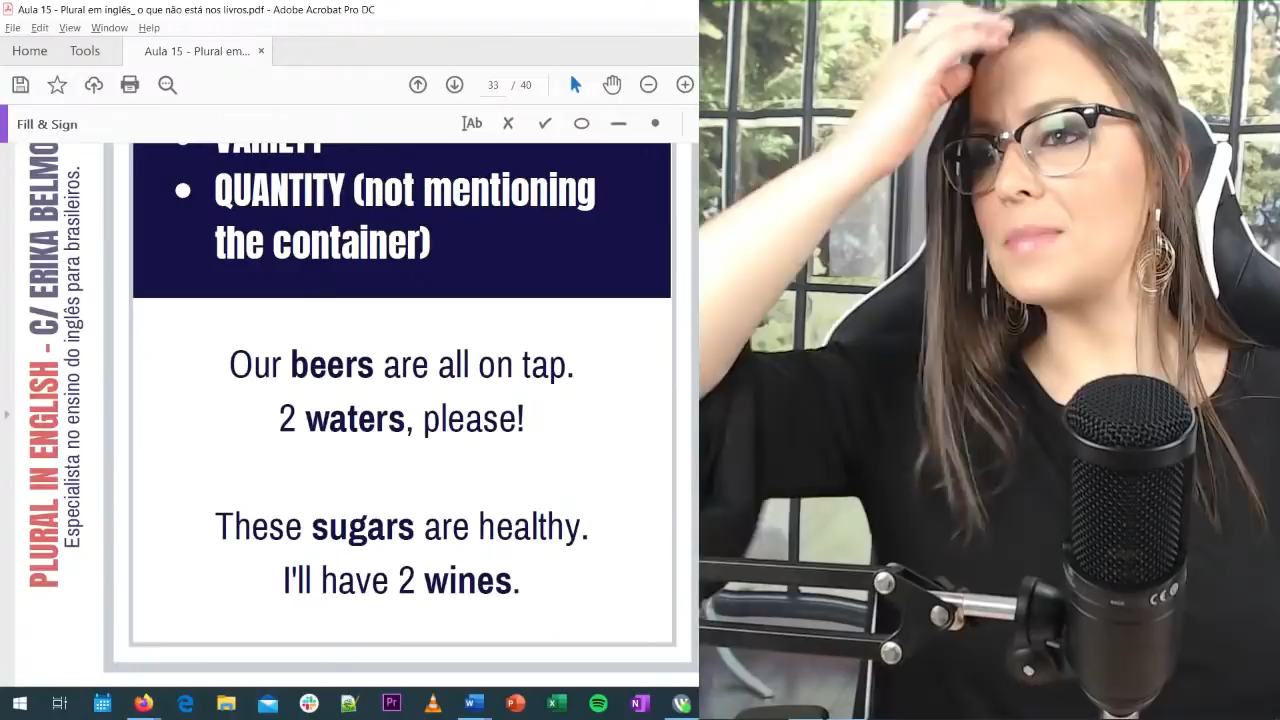 Aula 15 - Plural em inglês_ o que não está nos livros.pdf - Adobe Acrobat Pro DC
File Edit View Window Help
Home Tools Aula 15 - Plural em... ×
33 / 40
Fill & Sign
Ab
VARIETY
• QUANTITY (not mentioning
the container)
Our beers are all on tap.
2 waters, please!
These sugars are healthy.
I'll have 2 wines.
PLURAL IN ENGLISH - C/ ERIKA BELMO
Especialista no ensino do inglês para brasileiros.